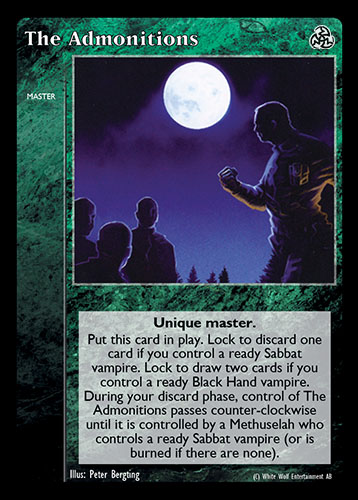 The Admonitions
MASTER
Unique master.
Put this card in play. Lock to discard one
card if you control a ready Sabbat
vampire. Lock to draw two cards if you
control a ready Black Hand vampire.
During your discard phase, control of The
Admonitions passes counter-clockwise
until it is controlled by a Methuselah who
controls a ready Sabbat vampire (or is
burned if there are none).
Illus: Peter Bergting
(C) White Wolf Entertainment AB